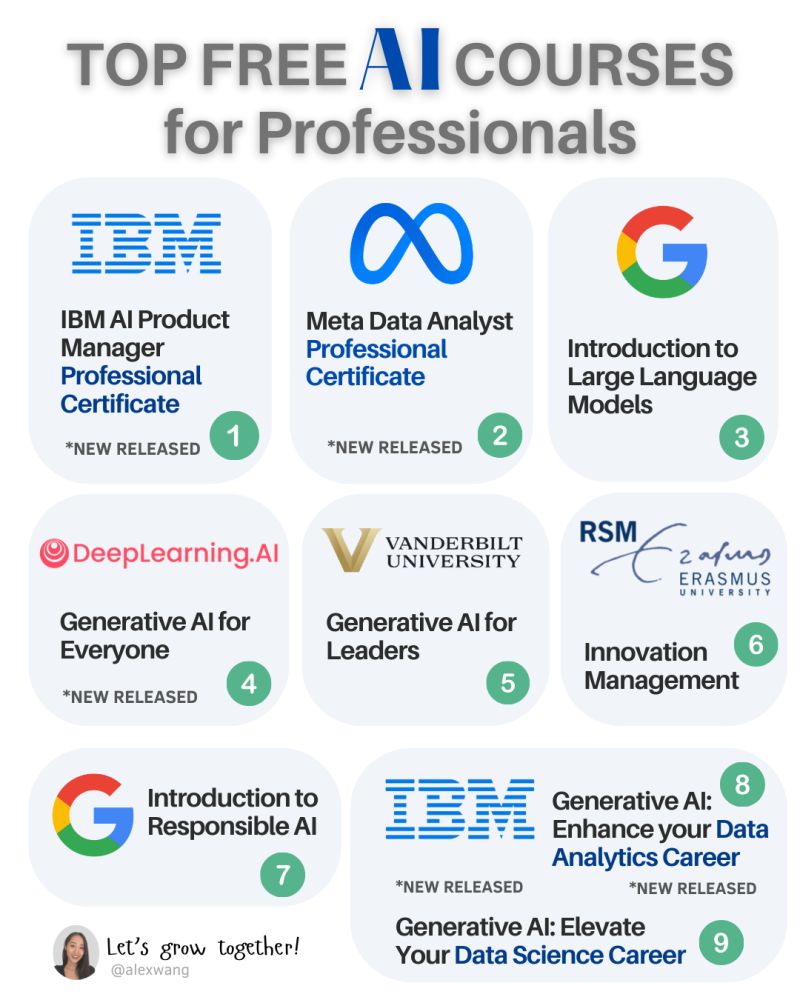 TOP FREE AI COURSES
for Professionals
IBM
IBM AI Product
Manager
Professional
Certificate
*NEW RELEASED
1
Meta Data Analyst
Professional
Certificate
*NEW RELEASED
2
G
Introduction to
Large Language
Models
3
DeepLearning.AI
Generative AI for
Everyone
*NEW RELEASED
4
V VANDERBILT
UNIVERSITY
Generative AI for
Leaders
5
RSM
Erasmus
ERASMUS
UNIVERSITY
Innovation
Management
6
G
Introduction to
Responsible AI
7
IBM
8
Generative AI:
Enhance your Data
Analytics Career
*NEW RELEASED
*NEW RELEASED
Generative AI: Elevate
Your Data Science Career
9
Let's grow together!
@alexwang